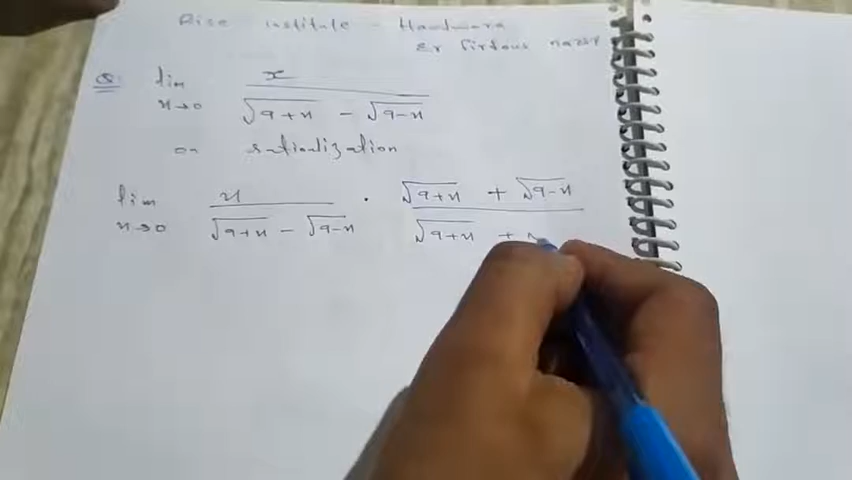 Rise Institute - Handwara
Er Firdous nazir
Q: lim x→0 x / √9+x - √9-x
on rationalization
lim x→0 x / √9+x - √9-x · √9+x + √9-x / √9+x +